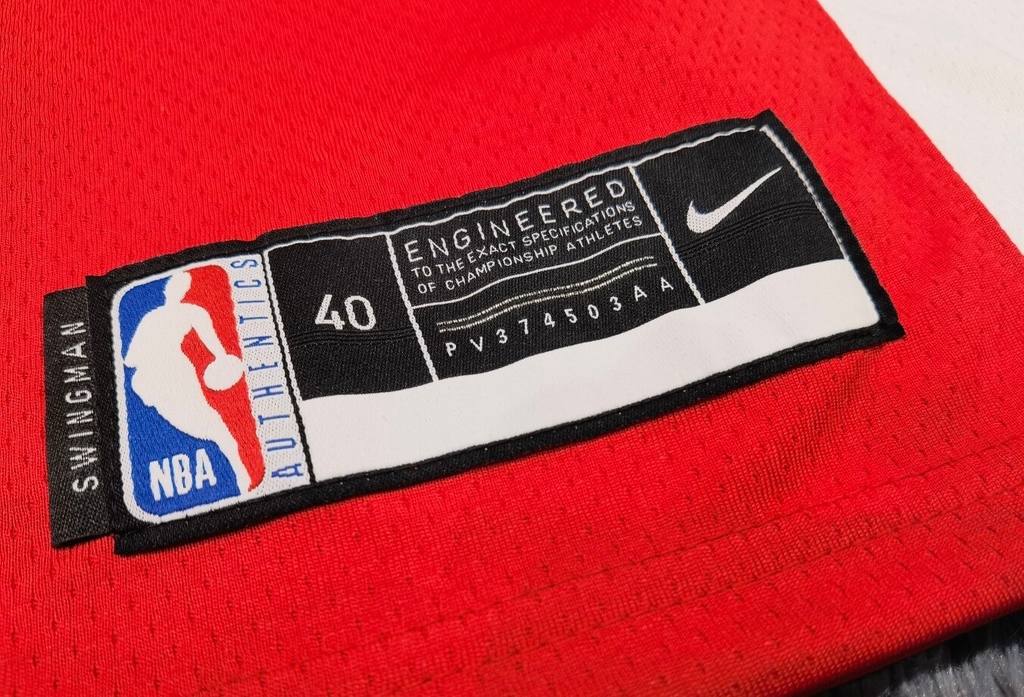 SWINGMAN
NBA
AUTHENTICS
40
ENGINEERED
TO THE EXACT SPECIFICATIONS
OF CHAMPIONSHIP ATHLETES
PV374503AA